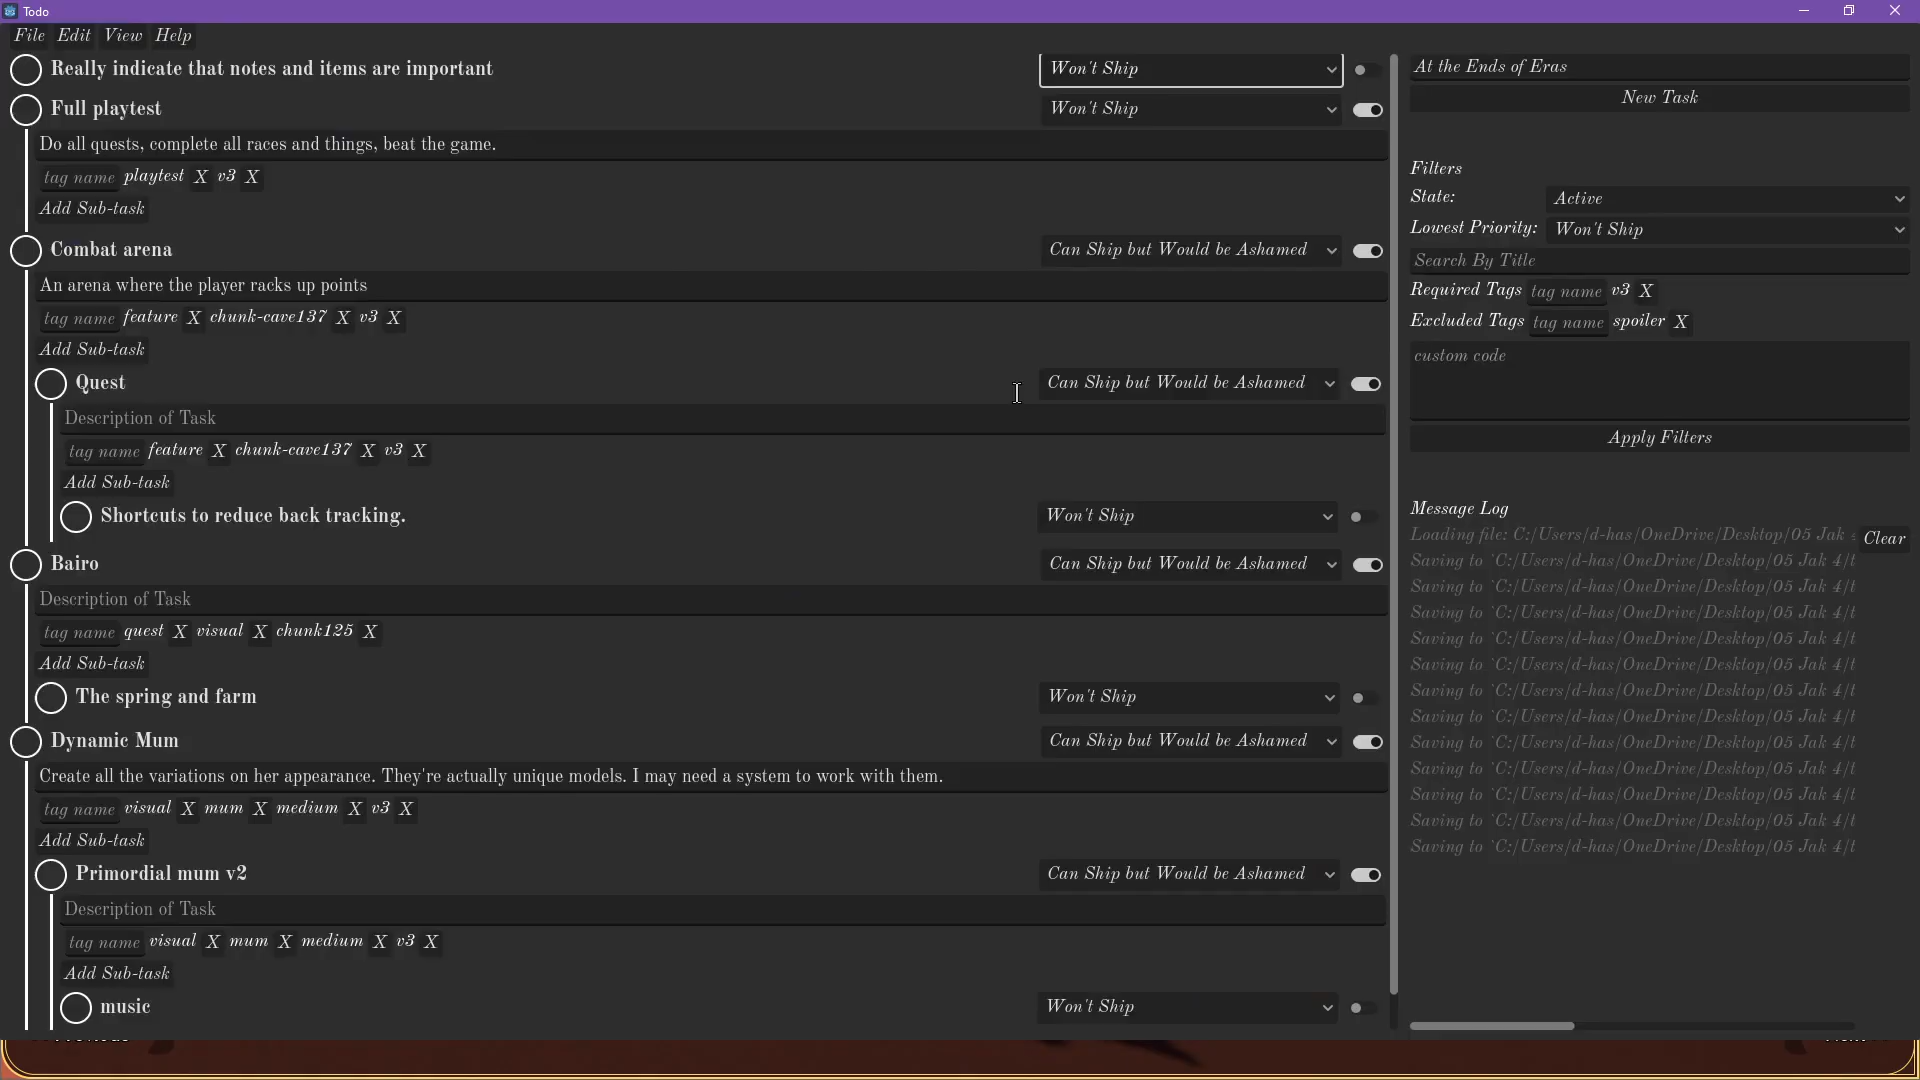 Todo
File Edit View Help
Really indicate that notes and items are important
Won't Ship
Full playtest
Won't Ship
Do all quests, complete all races and things, beat the game.
tag name playtest X v3 X
Add Sub-task
Combat arena
Can Ship but Would be Ashamed
An arena where the player racks up points
tag name feature X chunk-cave137 X v3 X
Add Sub-task
Quest
Can Ship but Would be Ashamed
Description of Task
tag name feature X chunk-cave137 X v3 X
Add Sub-task
Shortcuts to reduce back tracking.
Won't Ship
Bairo
Can Ship but Would be Ashamed
Description of Task
tag name quest X visual X chunk125 X
Add Sub-task
The spring and farm
Won't Ship
Dynamic Mum
Can Ship but Would be Ashamed
Create all the variations on her appearance. They're actually unique models. I may need a system to work with them.
tag name visual X mum X medium X v3 X
Add Sub-task
Primordial mum v2
Can Ship but Would be Ashamed
Description of Task
tag name visual X mum X medium X v3 X
Add Sub-task
music
Won't Ship
At the Ends of Eras
New Task
Filters
State: Active
Lowest Priority: Won't Ship
Search By Title
Required Tags tag name v3 X
Excluded Tags tag name spoiler X
custom code
Apply Filters
Message Log
Loading file: C:/Users/d-has/OneDrive/Desktop/05 Jak 4
Clear
Saving to `C:/Users/d-has/OneDrive/Desktop/05 Jak 4/t
Saving to `C:/Users/d-has/OneDrive/Desktop/05 Jak 4/t
Saving to `C:/Users/d-has/OneDrive/Desktop/05 Jak 4/t
Saving to `C:/Users/d-has/OneDrive/Desktop/05 Jak 4/t
Saving to `C:/Users/d-has/OneDrive/Desktop/05 Jak 4/t
Saving to `C:/Users/d-has/OneDrive/Desktop/05 Jak 4/t
Saving to `C:/Users/d-has/OneDrive/Desktop/05 Jak 4/t
Saving to `C:/Users/d-has/OneDrive/Desktop/05 Jak 4/t
Saving to `C:/Users/d-has/OneDrive/Desktop/05 Jak 4/t
Saving to `C:/Users/d-has/OneDrive/Desktop/05 Jak 4/t
Saving to `C:/Users/d-has/OneDrive/Desktop/05 Jak 4/t
Saving to `C:/Users/d-has/OneDrive/Desktop/05 Jak 4/t